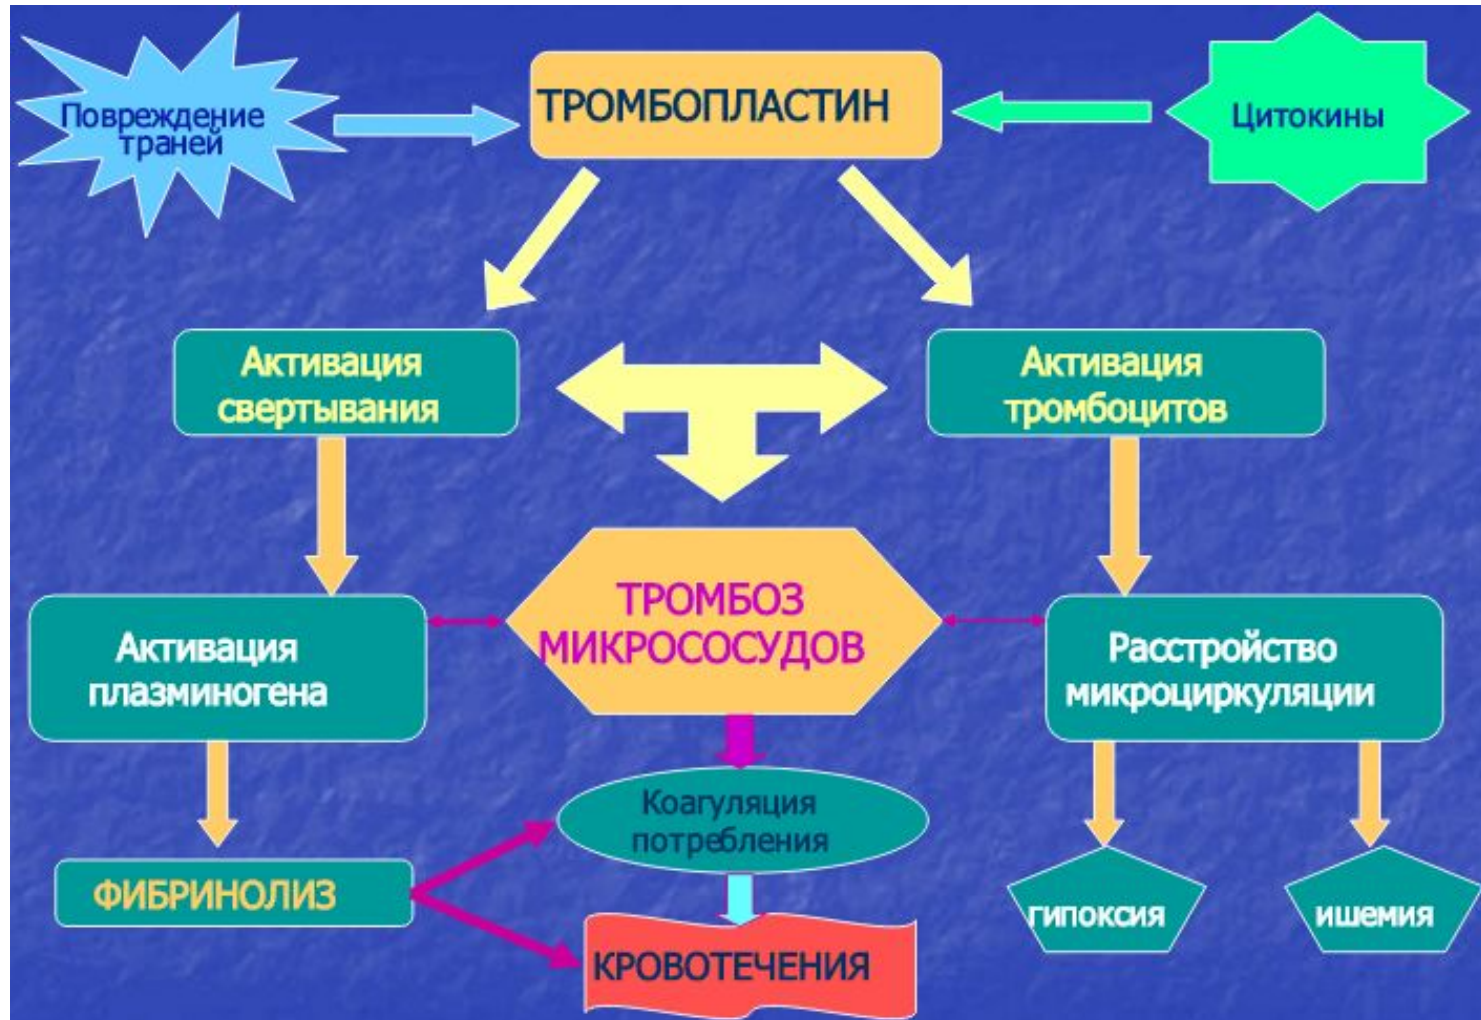 Повреждение
траней
ТРОМБОПЛАСТИН
Цитокины
Активация
свертывания
Активация
тромбоцитов
Активация
плазминогена
ТРОМБОЗ
МИКРОСОСУДОВ
Расстройство
микроциркуляции
Коагуляция
потребления
ФИБРИНОЛИЗ
гипоксия
ишемия
КРОВОТЕЧЕНИЯ